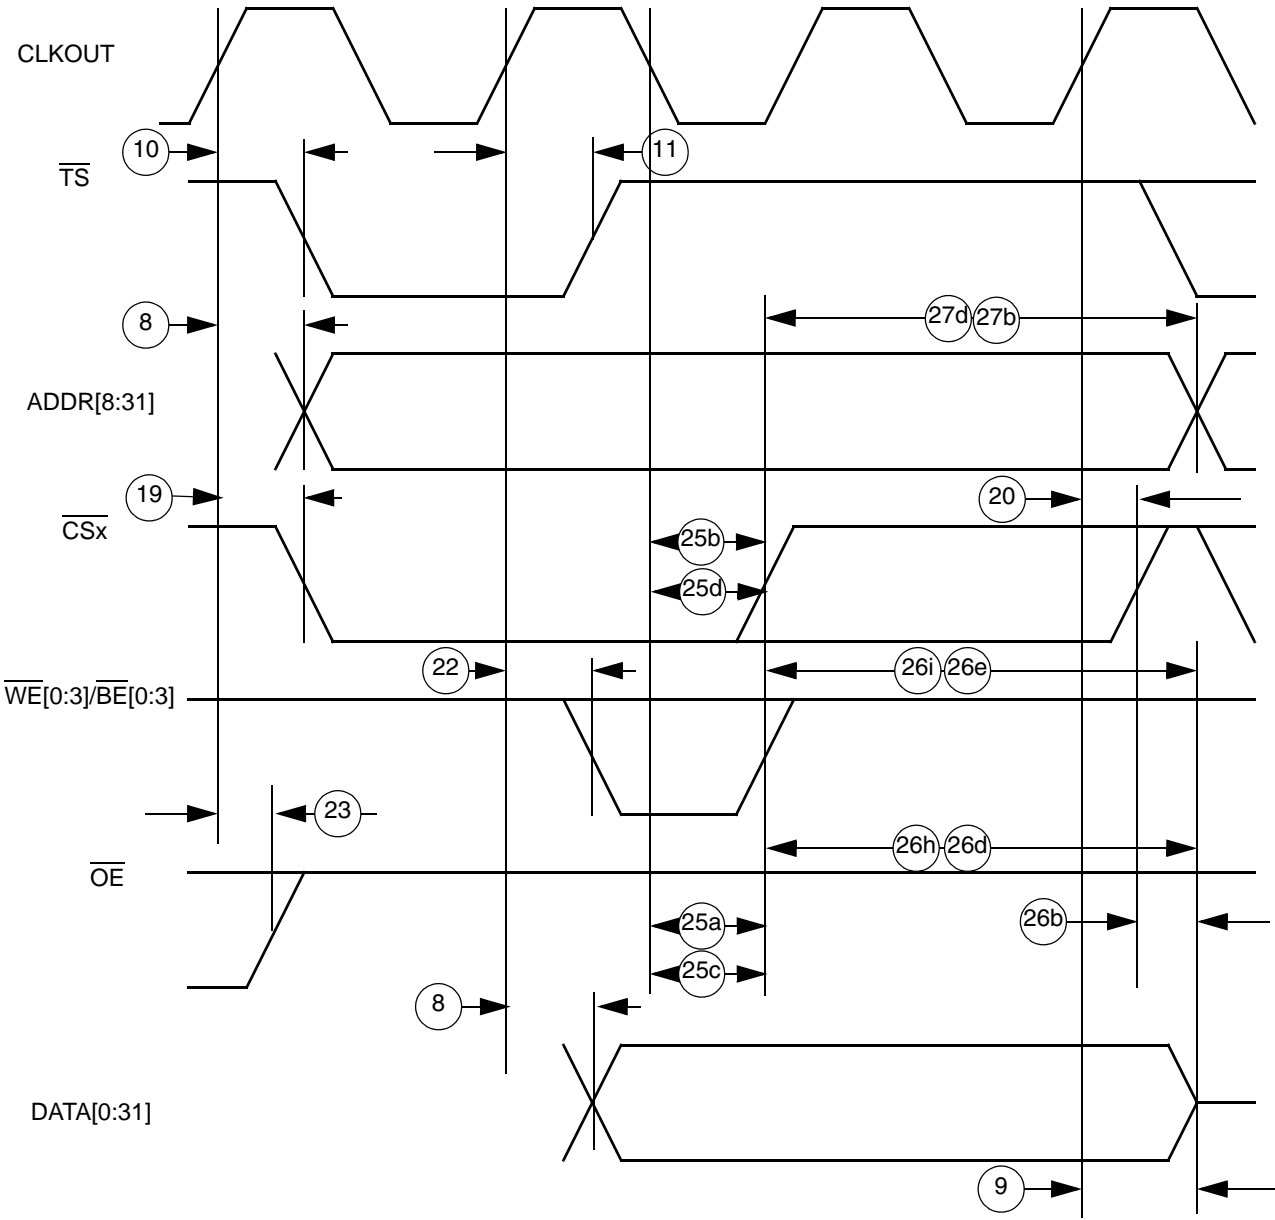 CLKOUT
10
11
TS
8
27d 27b
ADDR[8:31]
19
20
CSx
25b
25d
22
26i 26e
WE[0:3]/BE[0:3]
23
26h 26d
OE
25a
26b
25c
8
DATA[0:31]
9